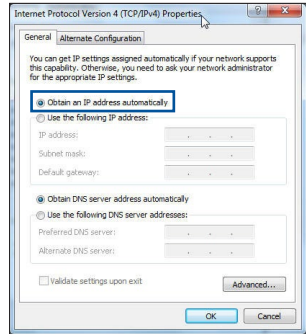 Internet Protocol Version 4 (TCP/IPv4) Properties
General
Alternate Configuration
You can get IP settings assigned automatically if your network supports
this capability. Otherwise, you need to ask your network administrator
for the appropriate IP settings.
Obtain an IP address automatically
Use the following IP address:
IP address:
Subnet mask:
Default gateway:
Obtain DNS server address automatically
Use the following DNS server addresses:
Preferred DNS server:
Alternate DNS server:
Validate settings upon exit
Advanced...
OK
Cancel